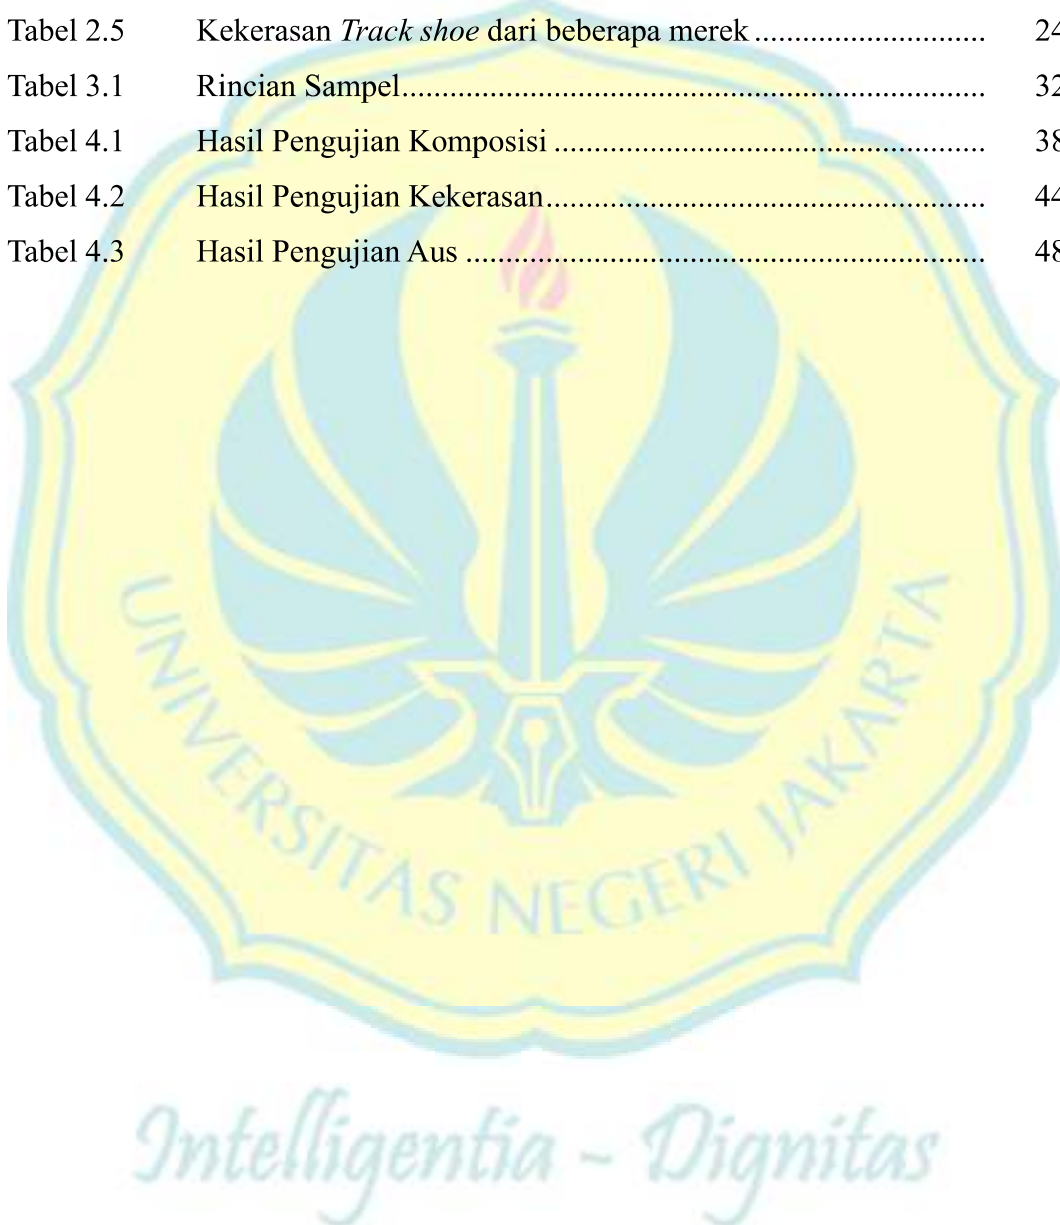 Tabel 2.5 Kekerasan Track shoe dari beberapa merek ............................ 24
Tabel 3.1 Rincian Sampel....................................................................... 32
Tabel 4.1 Hasil Pengujian Komposisi ..................................................... 38
Tabel 4.2 Hasil Pengujian Kekerasan...................................................... 44
Tabel 4.3 Hasil Pengujian Aus ................................................................ 48
UNIVERSITAS NEGERI JAKARTA
Intelligentia - Dignitas